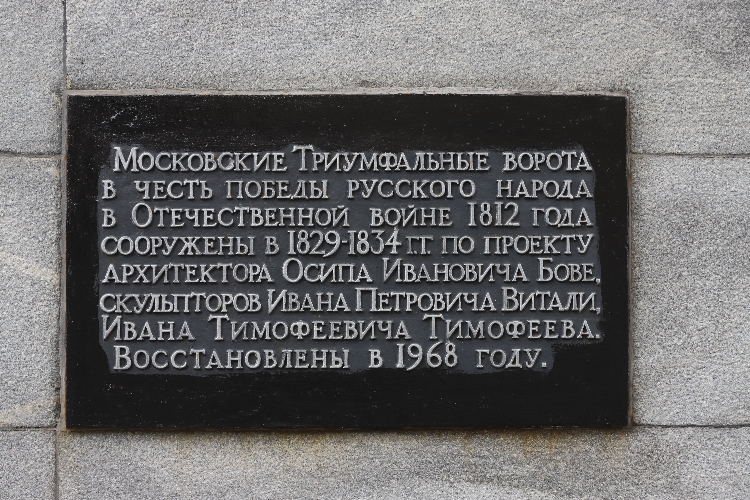 Московские Триумфальные ворота
в честь победы русского народа
в Отечественной войне 1812 года
сооружены в 1829-1834 гг. по проекту
архитектора Осипа Ивановича Бове,
скульпторов Ивана Петровича Витали,
Ивана Тимофеевича Тимофеева.
Восстановлены в 1968 году.